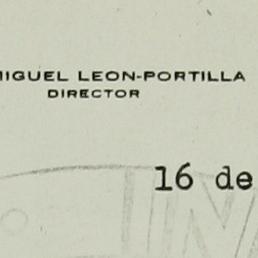 MIGUEL LEON-PORTILLA
DIRECTOR
16 de